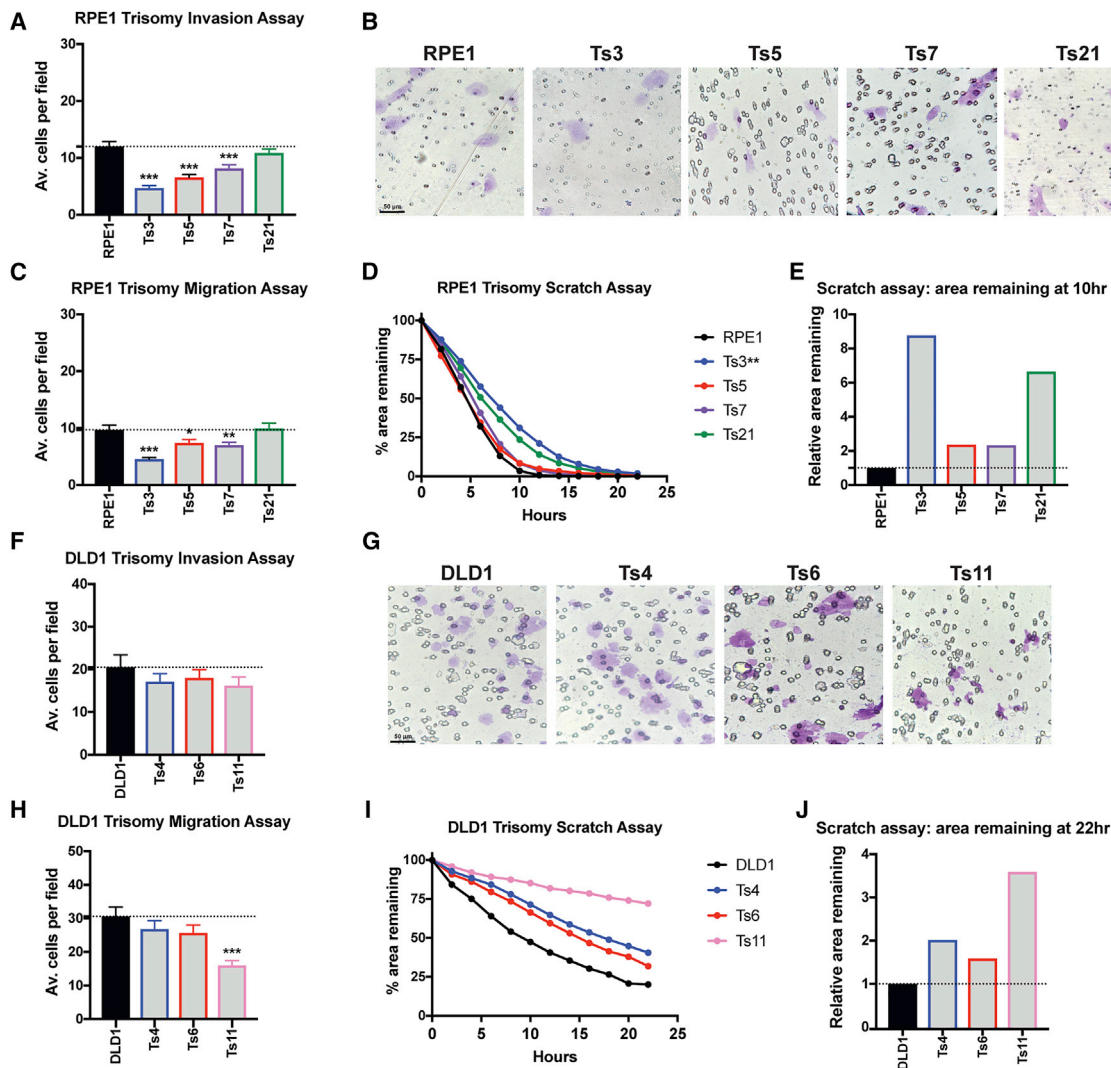 A
RPE1 Trisomy Invasion Assay
Av. cells per field
30
20
10
0
***
***
***
RPE1
Ts3
Ts5
Ts7
Ts21
B
RPE1
Ts3
Ts5
Ts7
Ts21
50 µm
C
RPE1 Trisomy Migration Assay
Av. cells per field
30
20
10
0
***
*
**
RPE1
Ts3
Ts5
Ts7
Ts21
D
RPE1 Trisomy Scratch Assay
% area remaining
100
75
50
25
0
0
5
10
15
20
25
Hours
RPE1
Ts3**
Ts5
Ts7
Ts21
E
Scratch assay: area remaining at 10hr
Relative area remaining
10
8
6
4
2
0
RPE1
Ts3
Ts5
Ts7
Ts21
F
DLD1 Trisomy Invasion Assay
Av. cells per field
40
30
20
10
0
DLD1
Ts4
Ts6
Ts11
G
DLD1
Ts4
Ts6
Ts11
50 µm
H
DLD1 Trisomy Migration Assay
Av. cells per field
50
40
30
20
10
0
***
DLD1
Ts4
Ts6
Ts11
I
DLD1 Trisomy Scratch Assay
% area remaining
100
75
50
25
0
0
5
10
15
20
25
Hours
DLD1
Ts4
Ts6
Ts11
J
Scratch assay: area remaining at 22hr
Relative area remaining
4
3
2
1
0
DLD1
Ts4
Ts6
Ts11